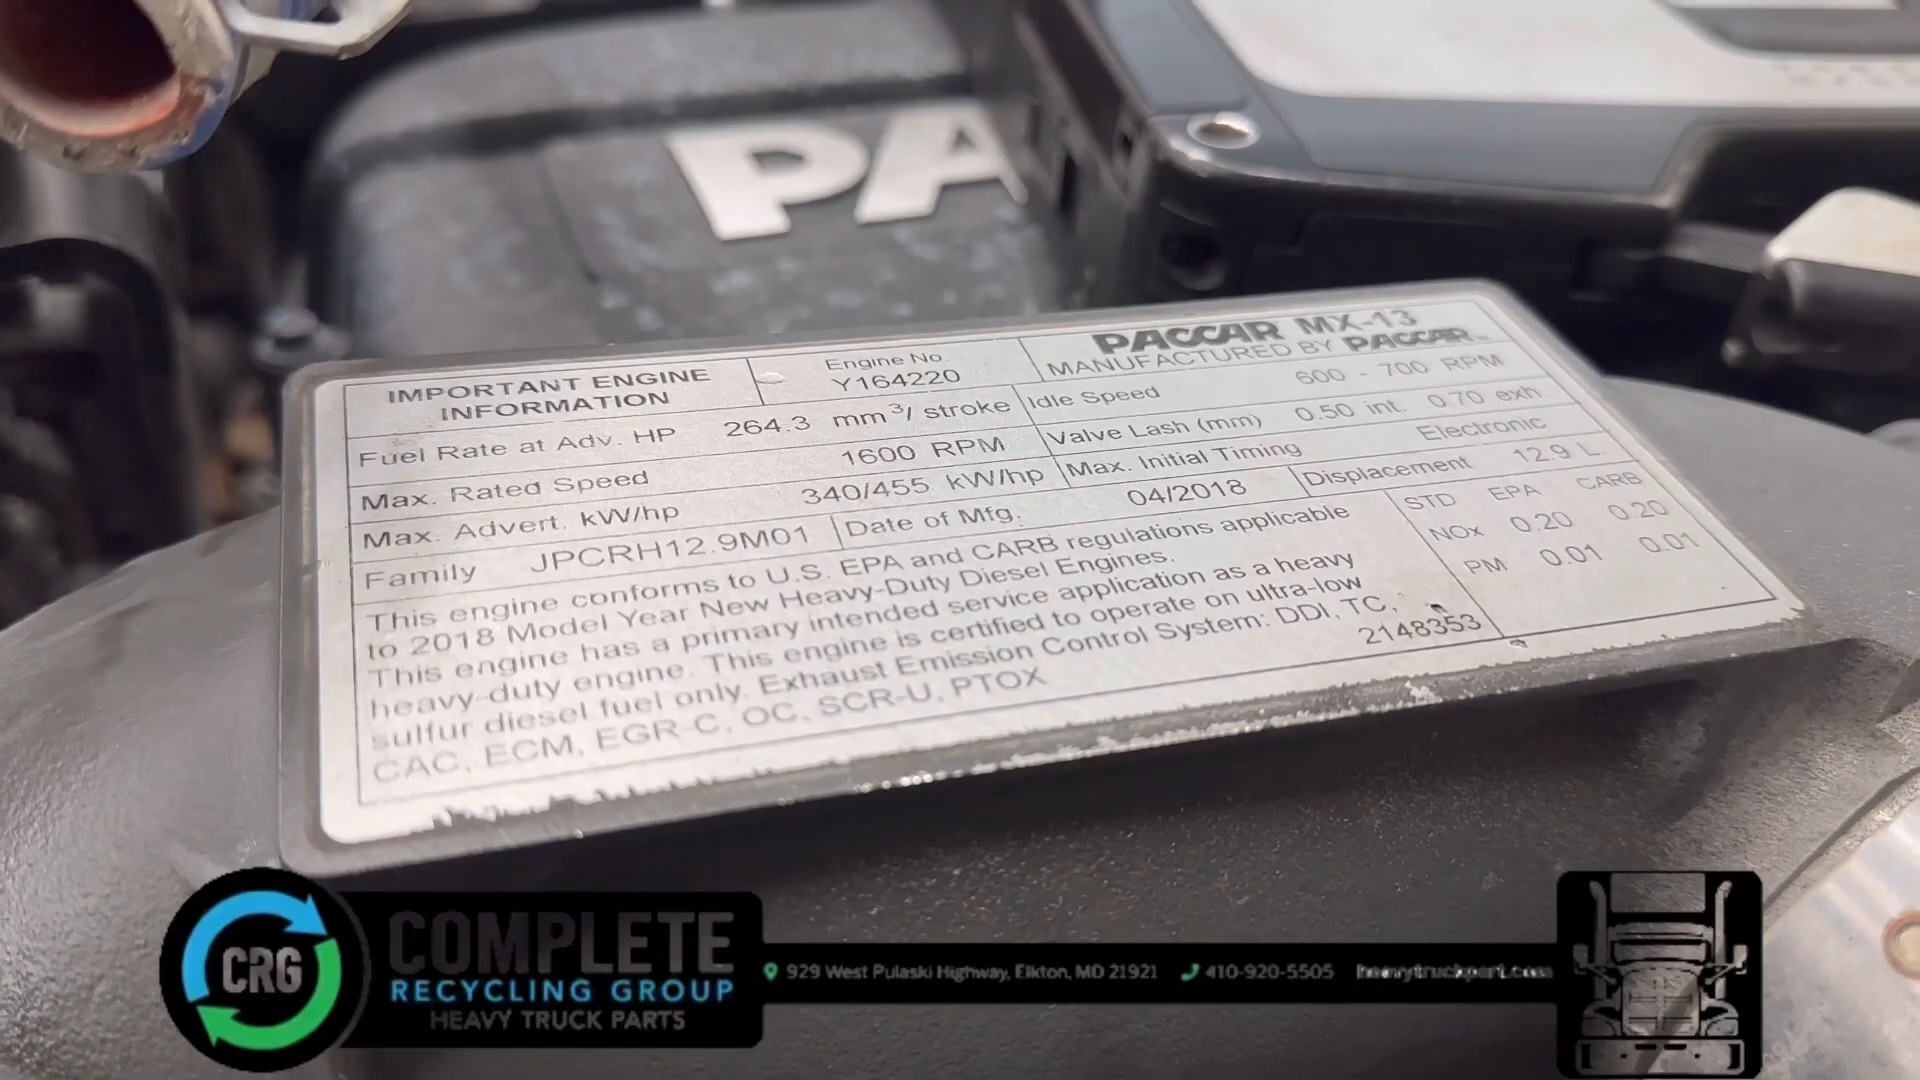 PA
PACCAR MX-13
MANUFACTURED BY PACCAR
IMPORTANT ENGINE
INFORMATION
Engine No.
Y164220
Fuel Rate at Adv. HP 264.3 mm³/ stroke
Idle Speed 600 - 700 RPM
Max. Rated Speed 1600 RPM
Valve Lash (mm) 0.50 int. 0.70 exh
Max. Advert. kW/hp 340/455 kW/hp
Max. Initial Timing Electronic
Family JPCRH12.9M01
Date of Mfg. 04/2018
Displacement 12.9 L.
This engine conforms to U.S. EPA and CARB regulations applicable
to 2018 Model Year New Heavy-Duty Diesel Engines.
This engine has a primary intended service application as a heavy
heavy-duty engine. This engine is certified to operate on ultra-low
sulfur diesel fuel only. Exhaust Emission Control System: DDI, TC,
CAC, ECM, EGR-C, OC, SCR-U, PTOX
2148353
STD EPA CARB
NOx 0.20 0.20
PM 0.01 0.01
CRG
COMPLETE
RECYCLING GROUP
HEAVY TRUCK PARTS
929 West Pulaski Highway, Elkton, MD 21921
410-920-5505
heavytruckpart.com